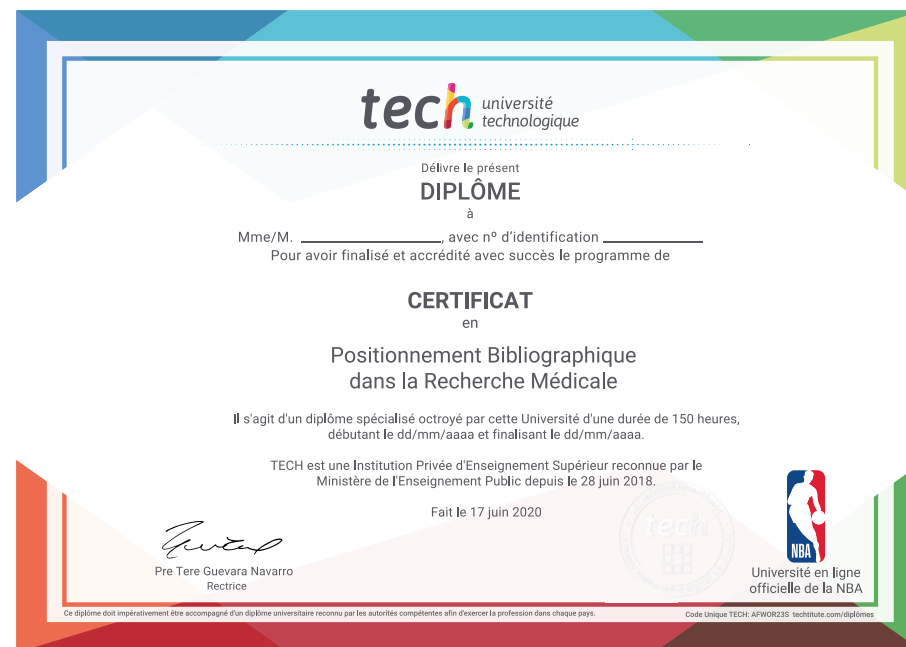 tech université
technologique
Délivre le présent
DIPLÔME
à
Mme/M. ____________________, avec nº d'identification ______________
Pour avoir finalisé et accrédité avec succès le programme de
CERTIFICAT
en
Positionnement Bibliographique
dans la Recherche Médicale
Il s'agit d'un diplôme spécialisé octroyé par cette Université d'une durée de 150 heures,
débutant le dd/mm/aaaa et finalisant le dd/mm/aaaa.
TECH est une Institution Privée d'Enseignement Supérieur reconnue par le
Ministère de l'Enseignement Public depuis le 28 juin 2018.
Fait le 17 juin 2020
tech
Pre Tere Guevara Navarro
Rectrice
NBA
Université en ligne
officielle de la NBA
Ce diplôme doit impérativement être accompagné d'un diplôme universitaire reconnu par les autorités compétentes afin d'exercer la profession dans chaque pays.
Code Unique TECH: AFWOR23S techtitute.com/diplômes